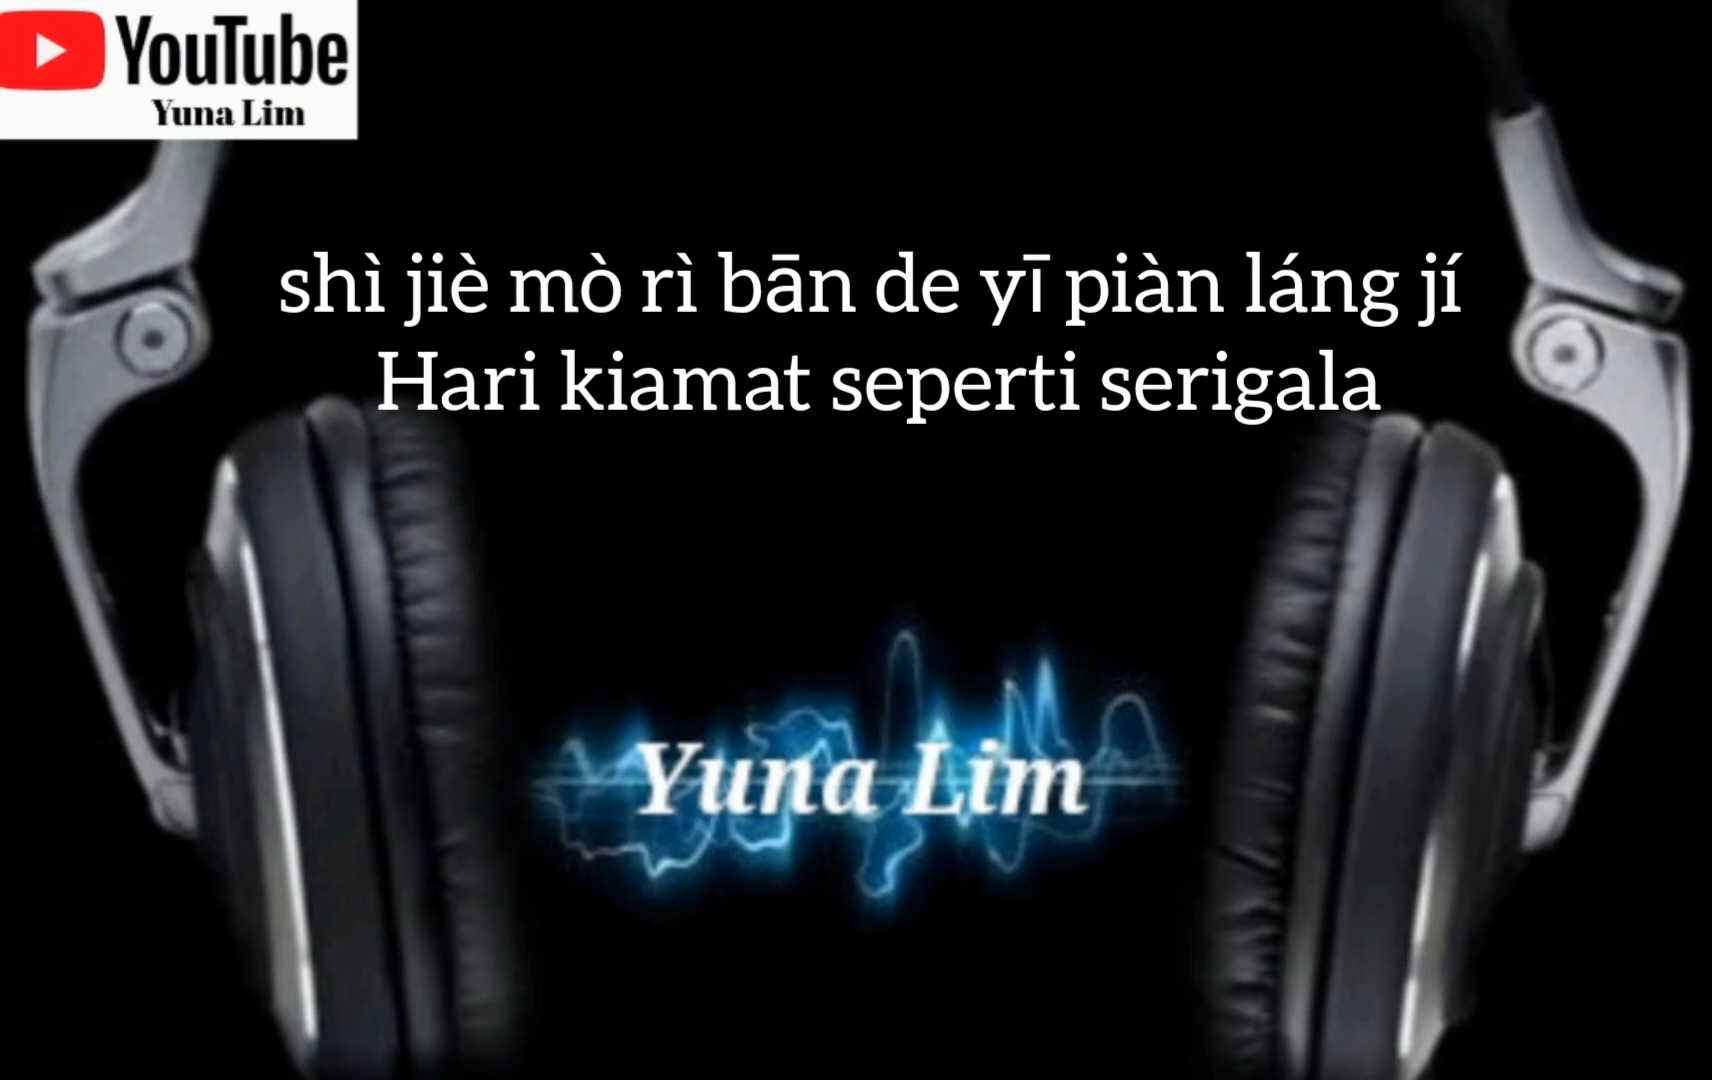 YouTube
Yuna Lim
shì jiè mò rì bān de yī piàn láng jí
Hari kiamat seperti serigala
Yuna Lim